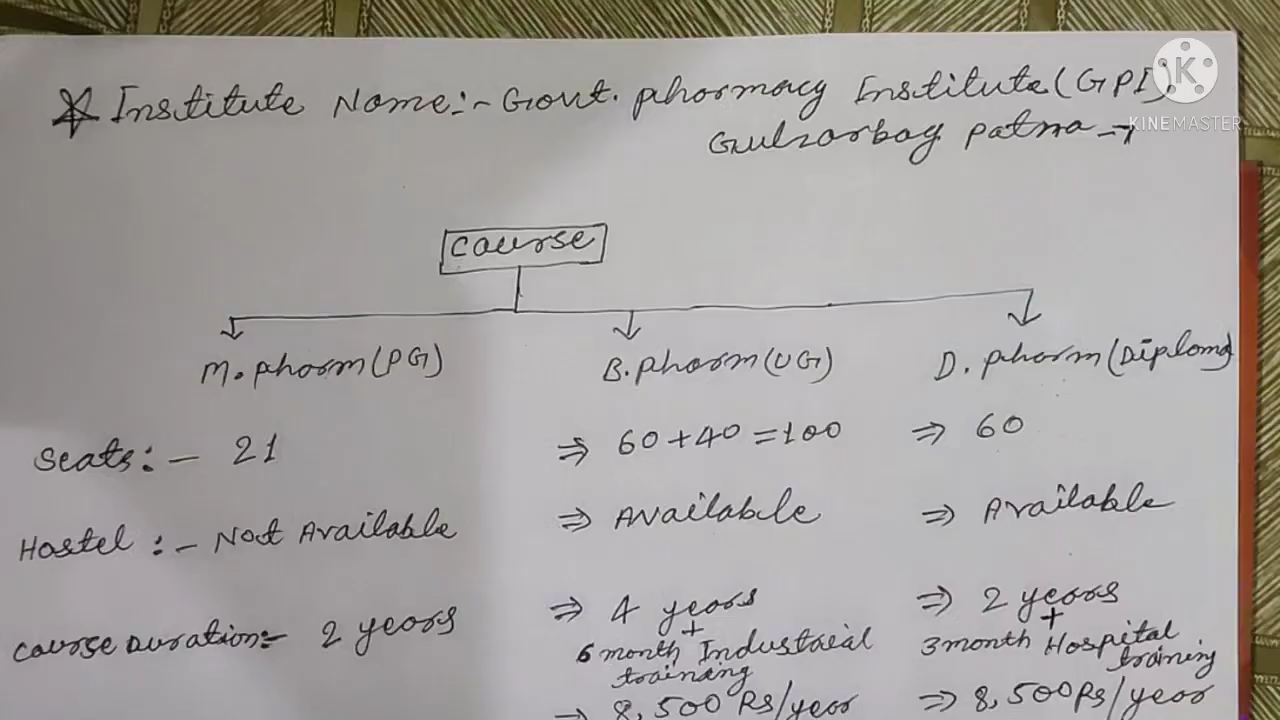 Institute Name:- Govt. Pharmacy Institute (GPI),
Gulzarbag Patna -7
K
KINEMASTER
Course
M. Pharm (PG) B. Pharm (UG) D. Pharm (Diploma)
Seats:- 21 ⇒ 60+40=100 ⇒ 60
Hostel :- Not Available ⇒ Available ⇒ Available
Course Duration:- 2 years ⇒ 4 years ⇒ 2 years
+ +
6 month Industrial training 3 month Hospital training
⇒ 8,500 Rs/year ⇒ 8,500 Rs/year